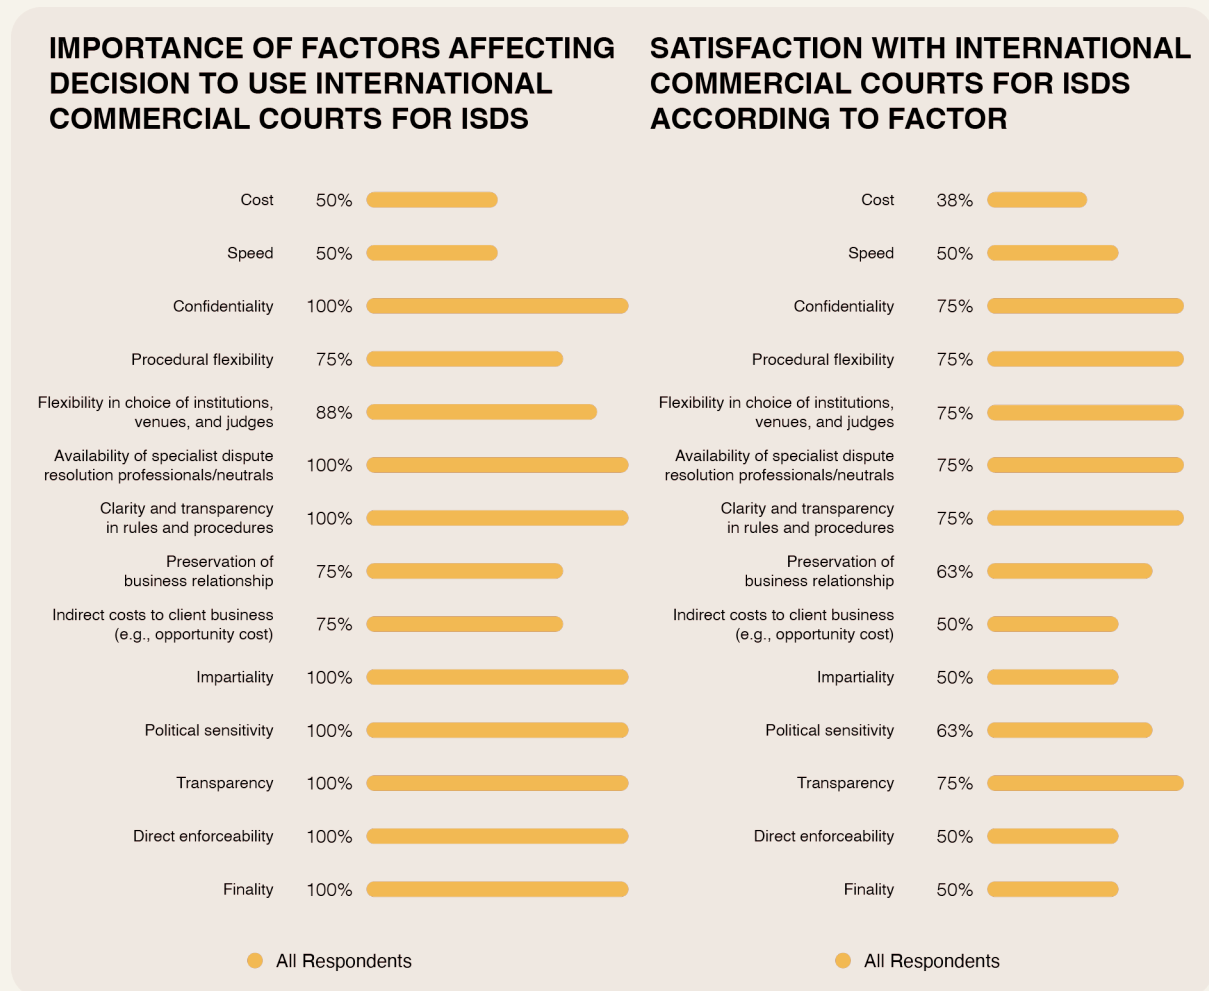 IMPORTANCE OF FACTORS AFFECTING
DECISION TO USE INTERNATIONAL
COMMERCIAL COURTS FOR ISDS
Cost 50%
Speed 50%
Confidentiality 100%
Procedural flexibility 75%
Flexibility in choice of institutions,
venues, and judges 88%
Availability of specialist dispute
resolution professionals/neutrals 100%
Clarity and transparency
in rules and procedures 100%
Preservation of
business relationship 75%
Indirect costs to client business
(e.g., opportunity cost) 75%
Impartiality 100%
Political sensitivity 100%
Transparency 100%
Direct enforceability 100%
Finality 100%
All Respondents
SATISFACTION WITH INTERNATIONAL
COMMERCIAL COURTS FOR ISDS
ACCORDING TO FACTOR
Cost 38%
Speed 50%
Confidentiality 75%
Procedural flexibility 75%
Flexibility in choice of institutions,
venues, and judges 75%
Availability of specialist dispute
resolution professionals/neutrals 75%
Clarity and transparency
in rules and procedures 75%
Preservation of
business relationship 63%
Indirect costs to client business
(e.g., opportunity cost) 50%
Impartiality 50%
Political sensitivity 63%
Transparency 75%
Direct enforceability 50%
Finality 50%
All Respondents